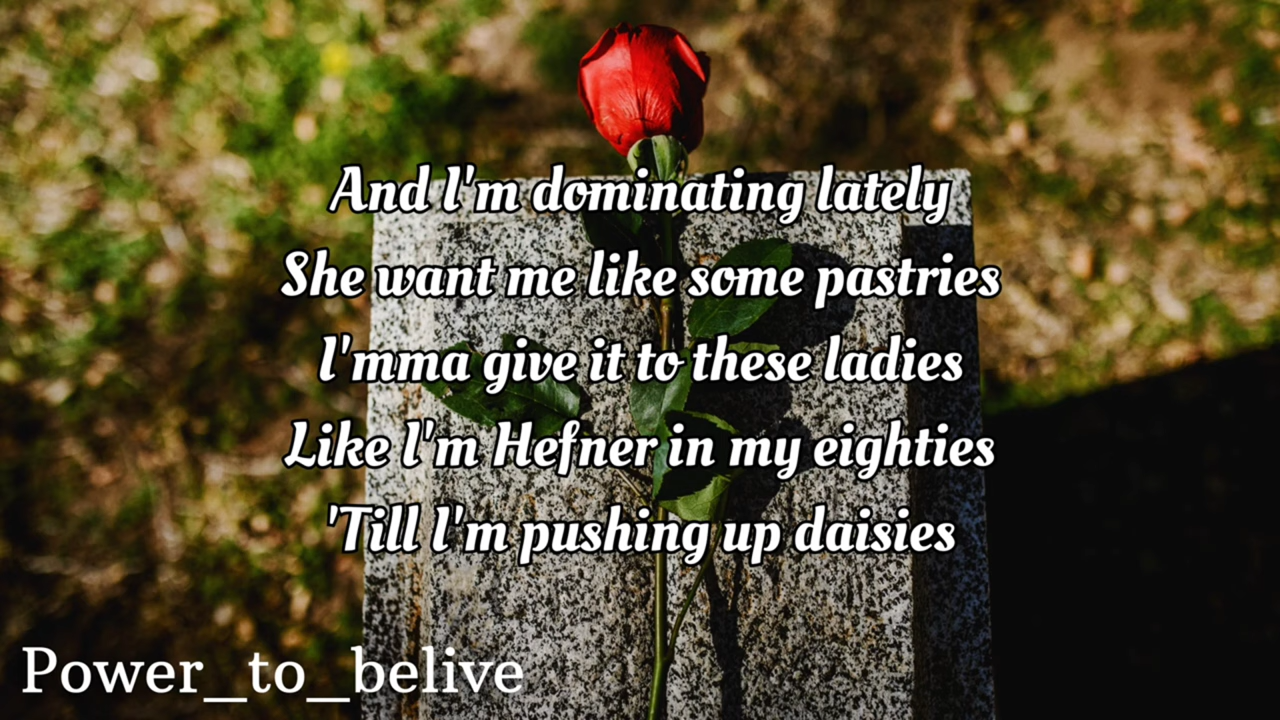 And I'm dominating lately
She want me like some pastries
I'mma give it to these ladies
Like I'm Hefner in my eighties
'Till I'm pushing up daisies
Power_to_belive